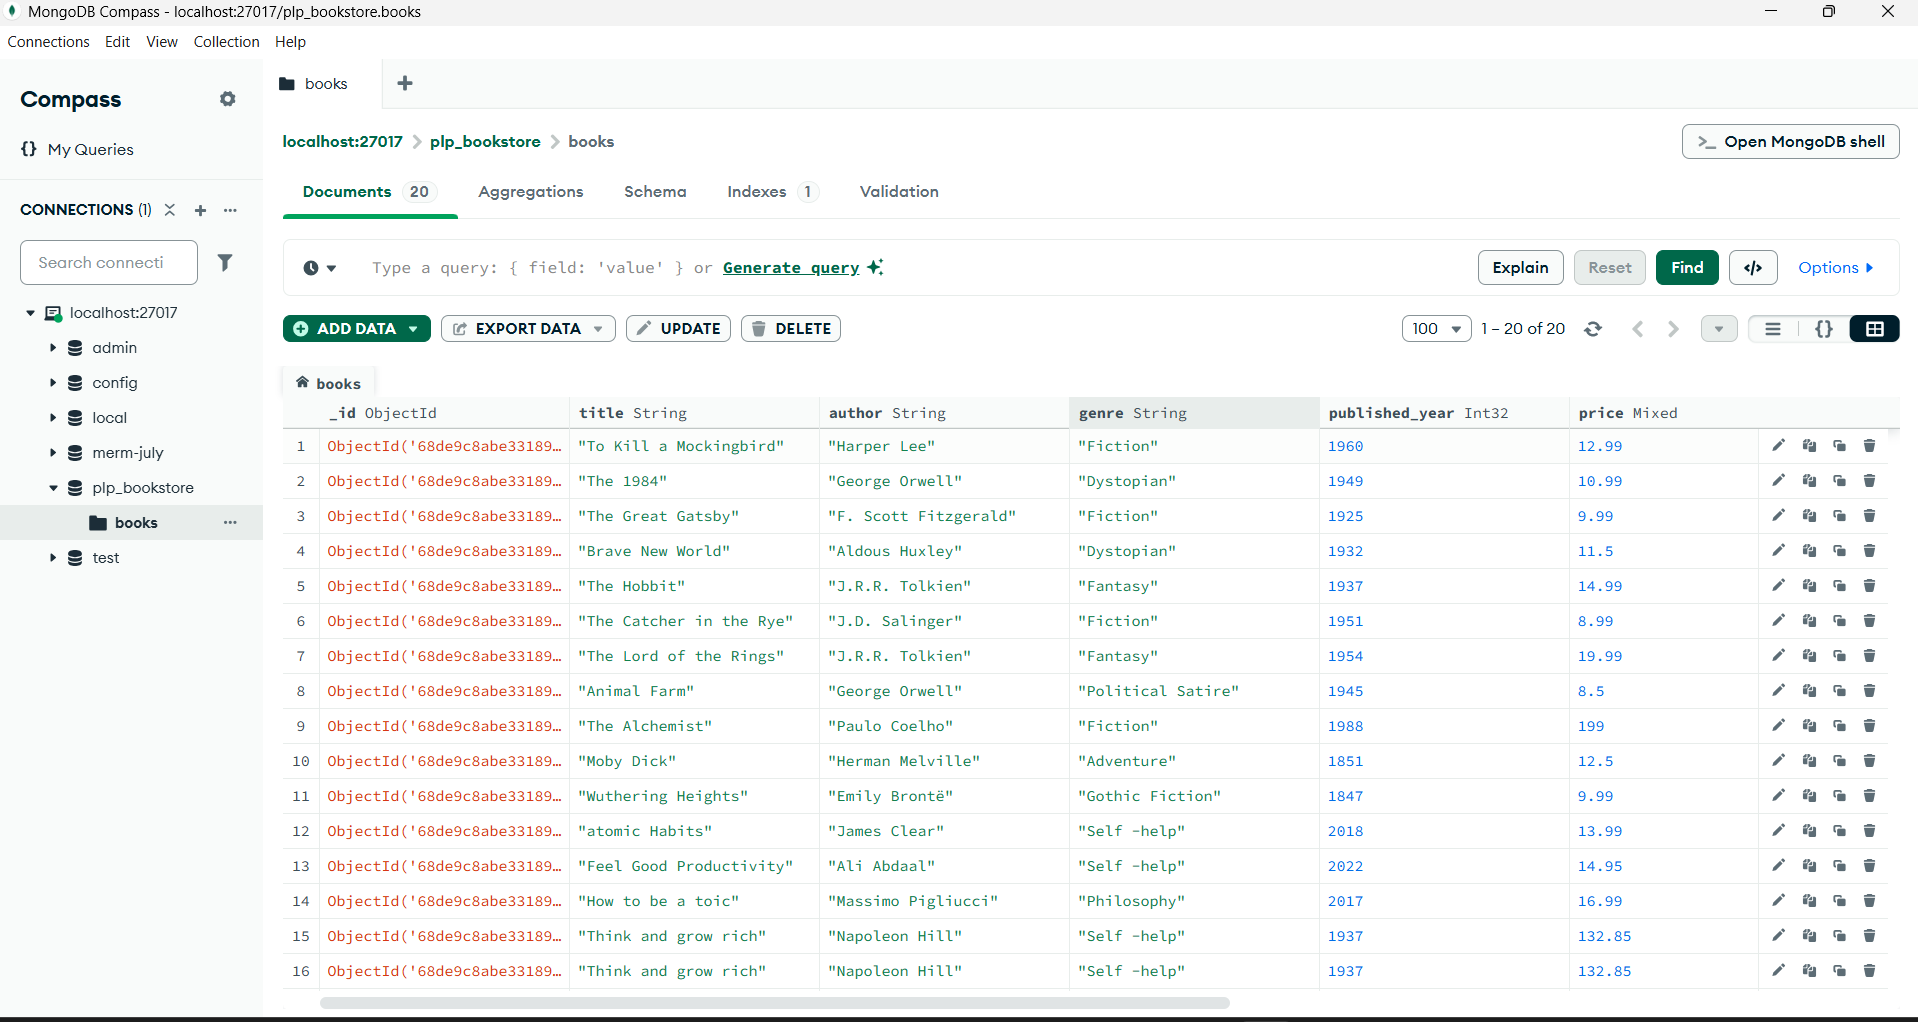 MongoDB Compass - localhost:27017/plp_bookstore.books
Connections Edit View Collection Help
Compass
{} My Queries
CONNECTIONS (1)
Search connecti
localhost:27017
admin
config
local
merm-july
plp_bookstore
books
test
books
localhost:27017 > plp_bookstore > books
>_ Open MongoDB shell
Documents 20 Aggregations Schema Indexes 1 Validation
Type a query: { field: 'value' } or Generate query
Explain Reset Find </> Options
ADD DATA EXPORT DATA UPDATE DELETE
100 1 – 20 of 20 {}
books
_id ObjectId title String author String genre String published_year Int32 price Mixed
1 ObjectId('68de9c8abe33189… "To Kill a Mockingbird" "Harper Lee" "Fiction" 1960 12.99
2 ObjectId('68de9c8abe33189… "The 1984" "George Orwell" "Dystopian" 1949 10.99
3 ObjectId('68de9c8abe33189… "The Great Gatsby" "F. Scott Fitzgerald" "Fiction" 1925 9.99
4 ObjectId('68de9c8abe33189… "Brave New World" "Aldous Huxley" "Dystopian" 1932 11.5
5 ObjectId('68de9c8abe33189… "The Hobbit" "J.R.R. Tolkien" "Fantasy" 1937 14.99
6 ObjectId('68de9c8abe33189… "The Catcher in the Rye" "J.D. Salinger" "Fiction" 1951 8.99
7 ObjectId('68de9c8abe33189… "The Lord of the Rings" "J.R.R. Tolkien" "Fantasy" 1954 19.99
8 ObjectId('68de9c8abe33189… "Animal Farm" "George Orwell" "Political Satire" 1945 8.5
9 ObjectId('68de9c8abe33189… "The Alchemist" "Paulo Coelho" "Fiction" 1988 199
10 ObjectId('68de9c8abe33189… "Moby Dick" "Herman Melville" "Adventure" 1851 12.5
11 ObjectId('68de9c8abe33189… "Wuthering Heights" "Emily Brontë" "Gothic Fiction" 1847 9.99
12 ObjectId('68de9c8abe33189… "atomic Habits" "James Clear" "Self -help" 2018 13.99
13 ObjectId('68de9c8abe33189… "Feel Good Productivity" "Ali Abdaal" "Self -help" 2022 14.95
14 ObjectId('68de9c8abe33189… "How to be a toic" "Massimo Pigliucci" "Philosophy" 2017 16.99
15 ObjectId('68de9c8abe33189… "Think and grow rich" "Napoleon Hill" "Self -help" 1937 132.85
16 ObjectId('68de9c8abe33189… "Think and grow rich" "Napoleon Hill" "Self -help" 1937 132.85